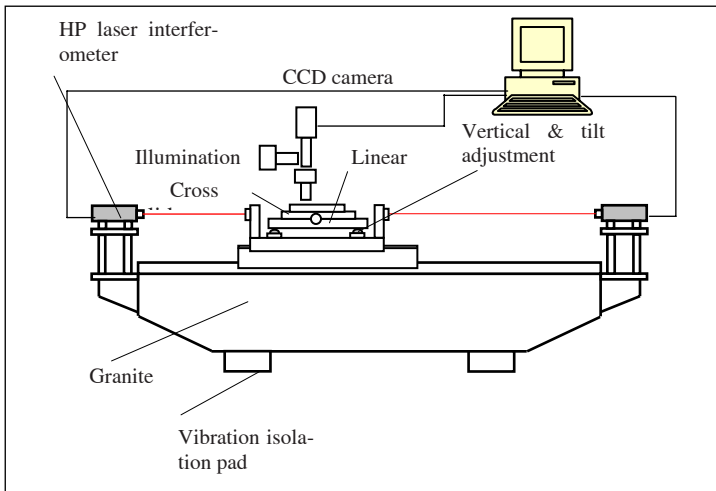 HP laser interfer-
ometer
CCD camera
Vertical & tilt
adjustment
Illumination
Linear
Cross
Granite
Vibration isola-
tion pad